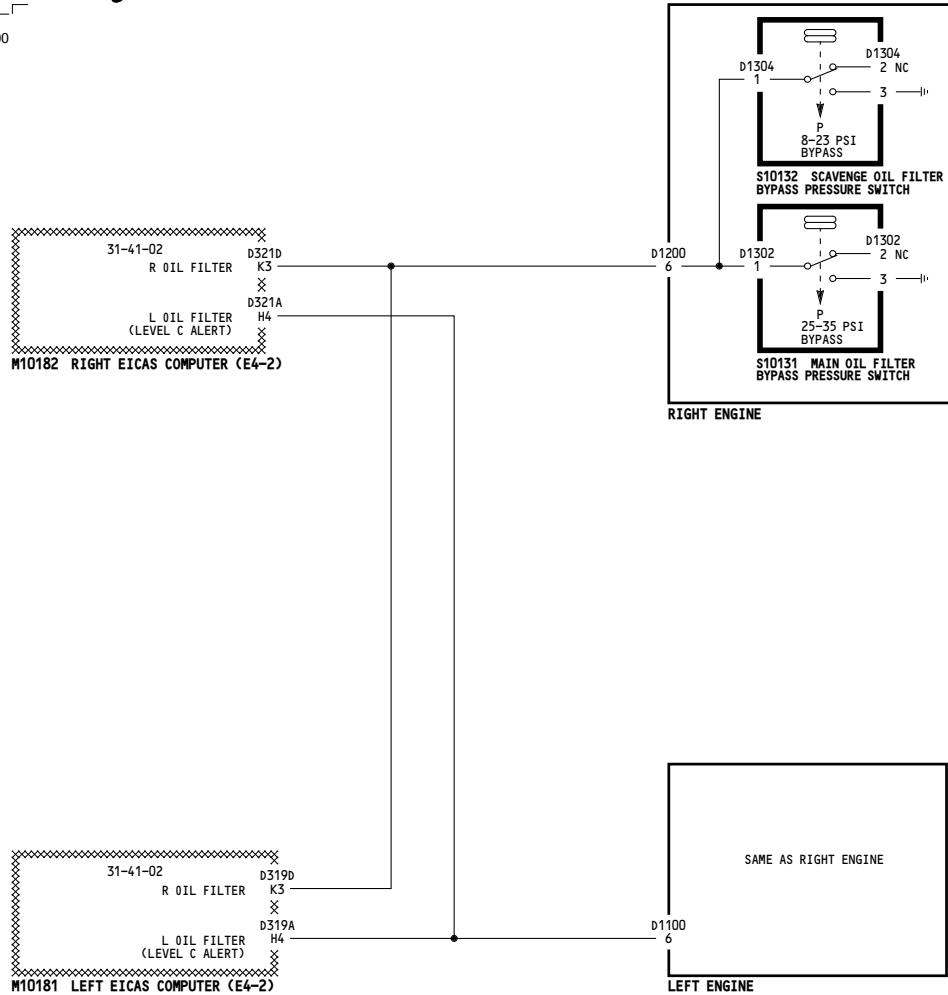 D1304
1
D1304
2 NC
3
P
8-23 PSI
BYPASS
S10132 SCAVENGE OIL FILTER
BYPASS PRESSURE SWITCH
D1200
6
D1302
1
D1302
2 NC
3
P
25-35 PSI
BYPASS
S10131 MAIN OIL FILTER
BYPASS PRESSURE SWITCH
RIGHT ENGINE
31-41-02
D321D
R OIL FILTER K3
D321A
L OIL FILTER H4
(LEVEL C ALERT)
M10182 RIGHT EICAS COMPUTER (E4-2)
31-41-02
D319D
R OIL FILTER K3
D319A
L OIL FILTER H4
(LEVEL C ALERT)
M10181 LEFT EICAS COMPUTER (E4-2)
D1100
6
SAME AS RIGHT ENGINE
LEFT ENGINE